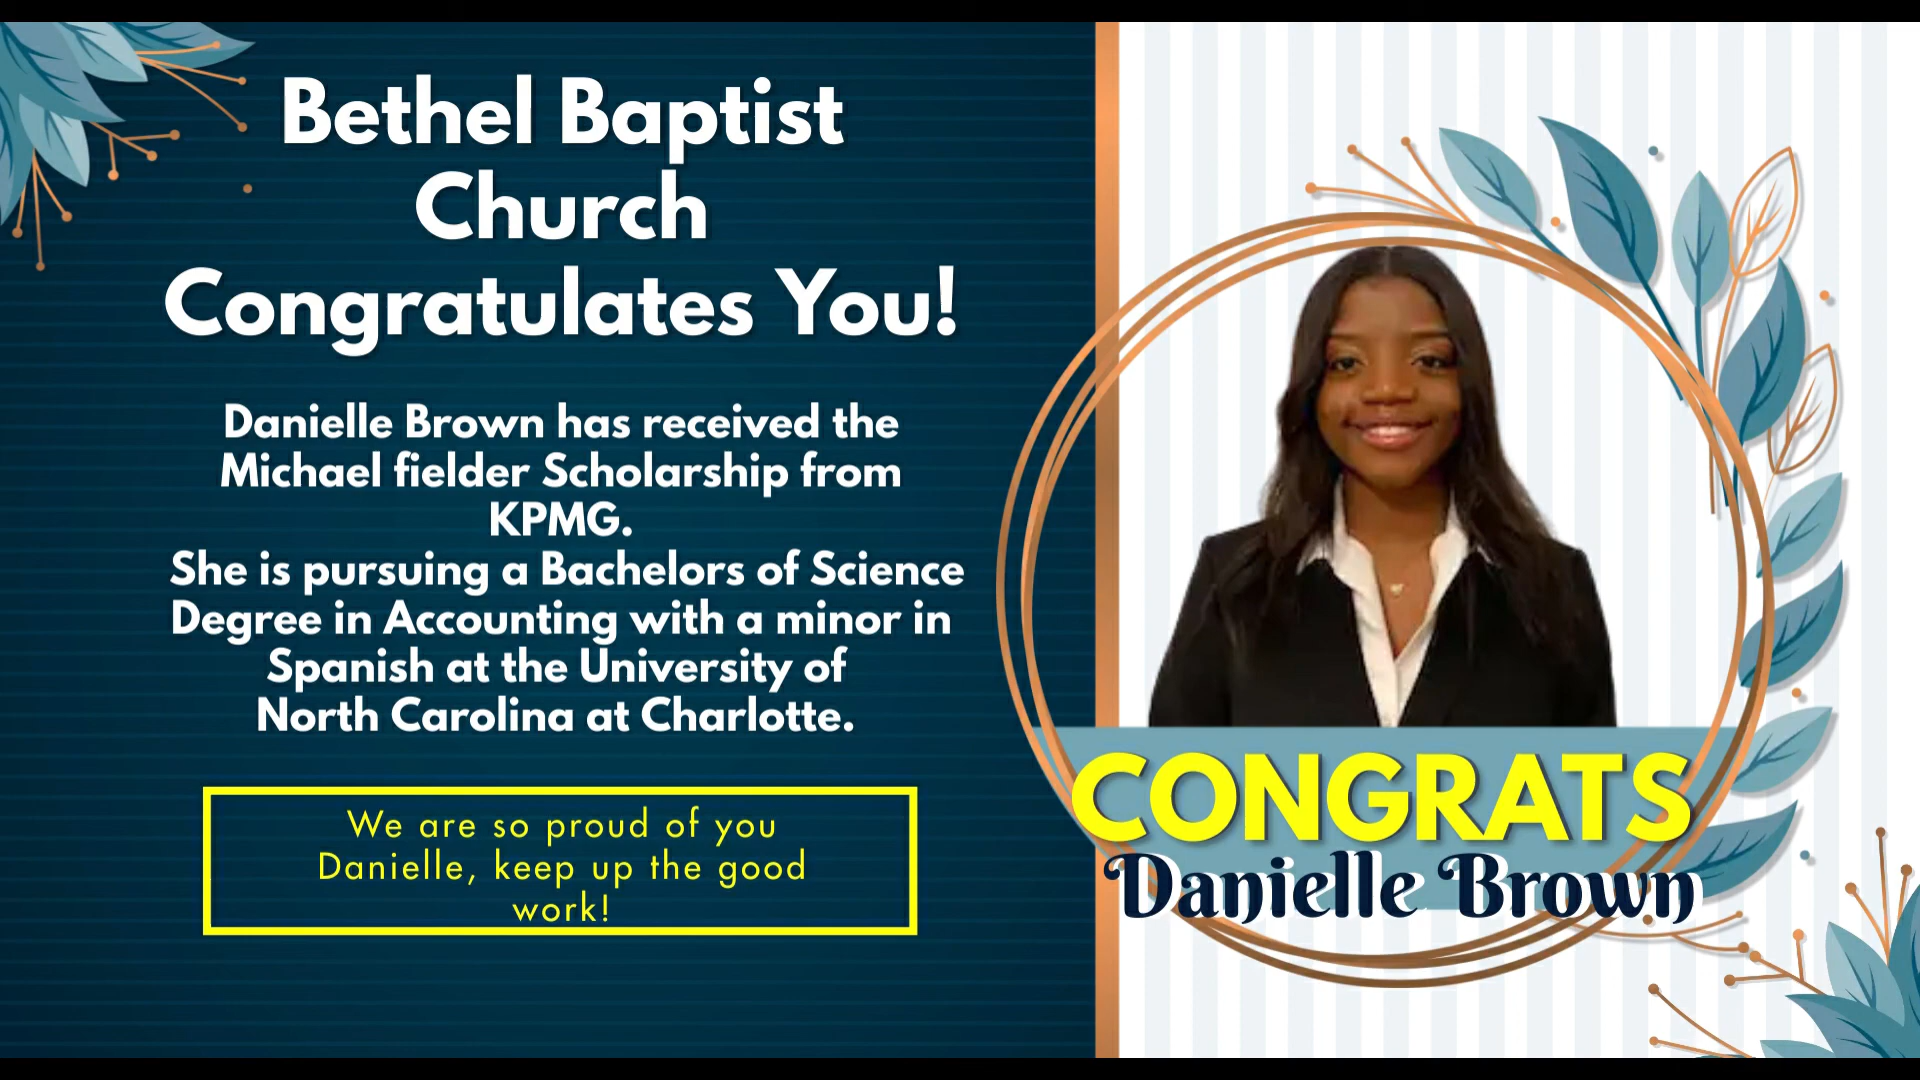 Bethel Baptist
Church
Congratulates You!
Danielle Brown has received the
Michael fielder Scholarship from
KPMG.
She is pursuing a Bachelors of Science
Degree in Accounting with a minor in
Spanish at the University of
North Carolina at Charlotte.
We are so proud of you
Danielle, keep up the good
work!
CONGRATS
Danielle Brown